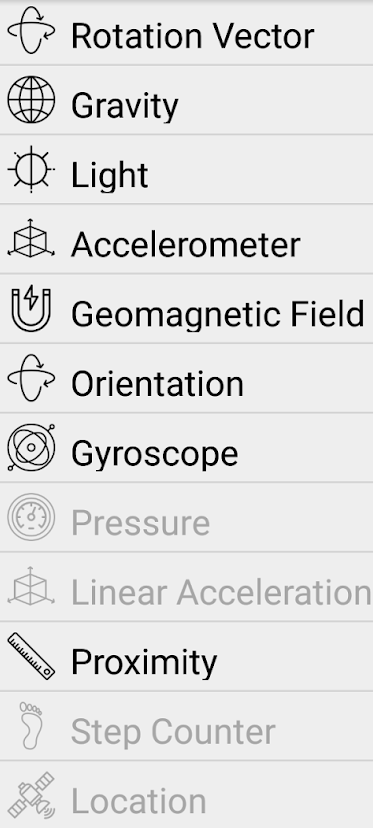 Rotation Vector
Gravity
Light
Accelerometer
Geomagnetic Field
Orientation
Gyroscope
Pressure
Linear Acceleration
Proximity
Step Counter
Location